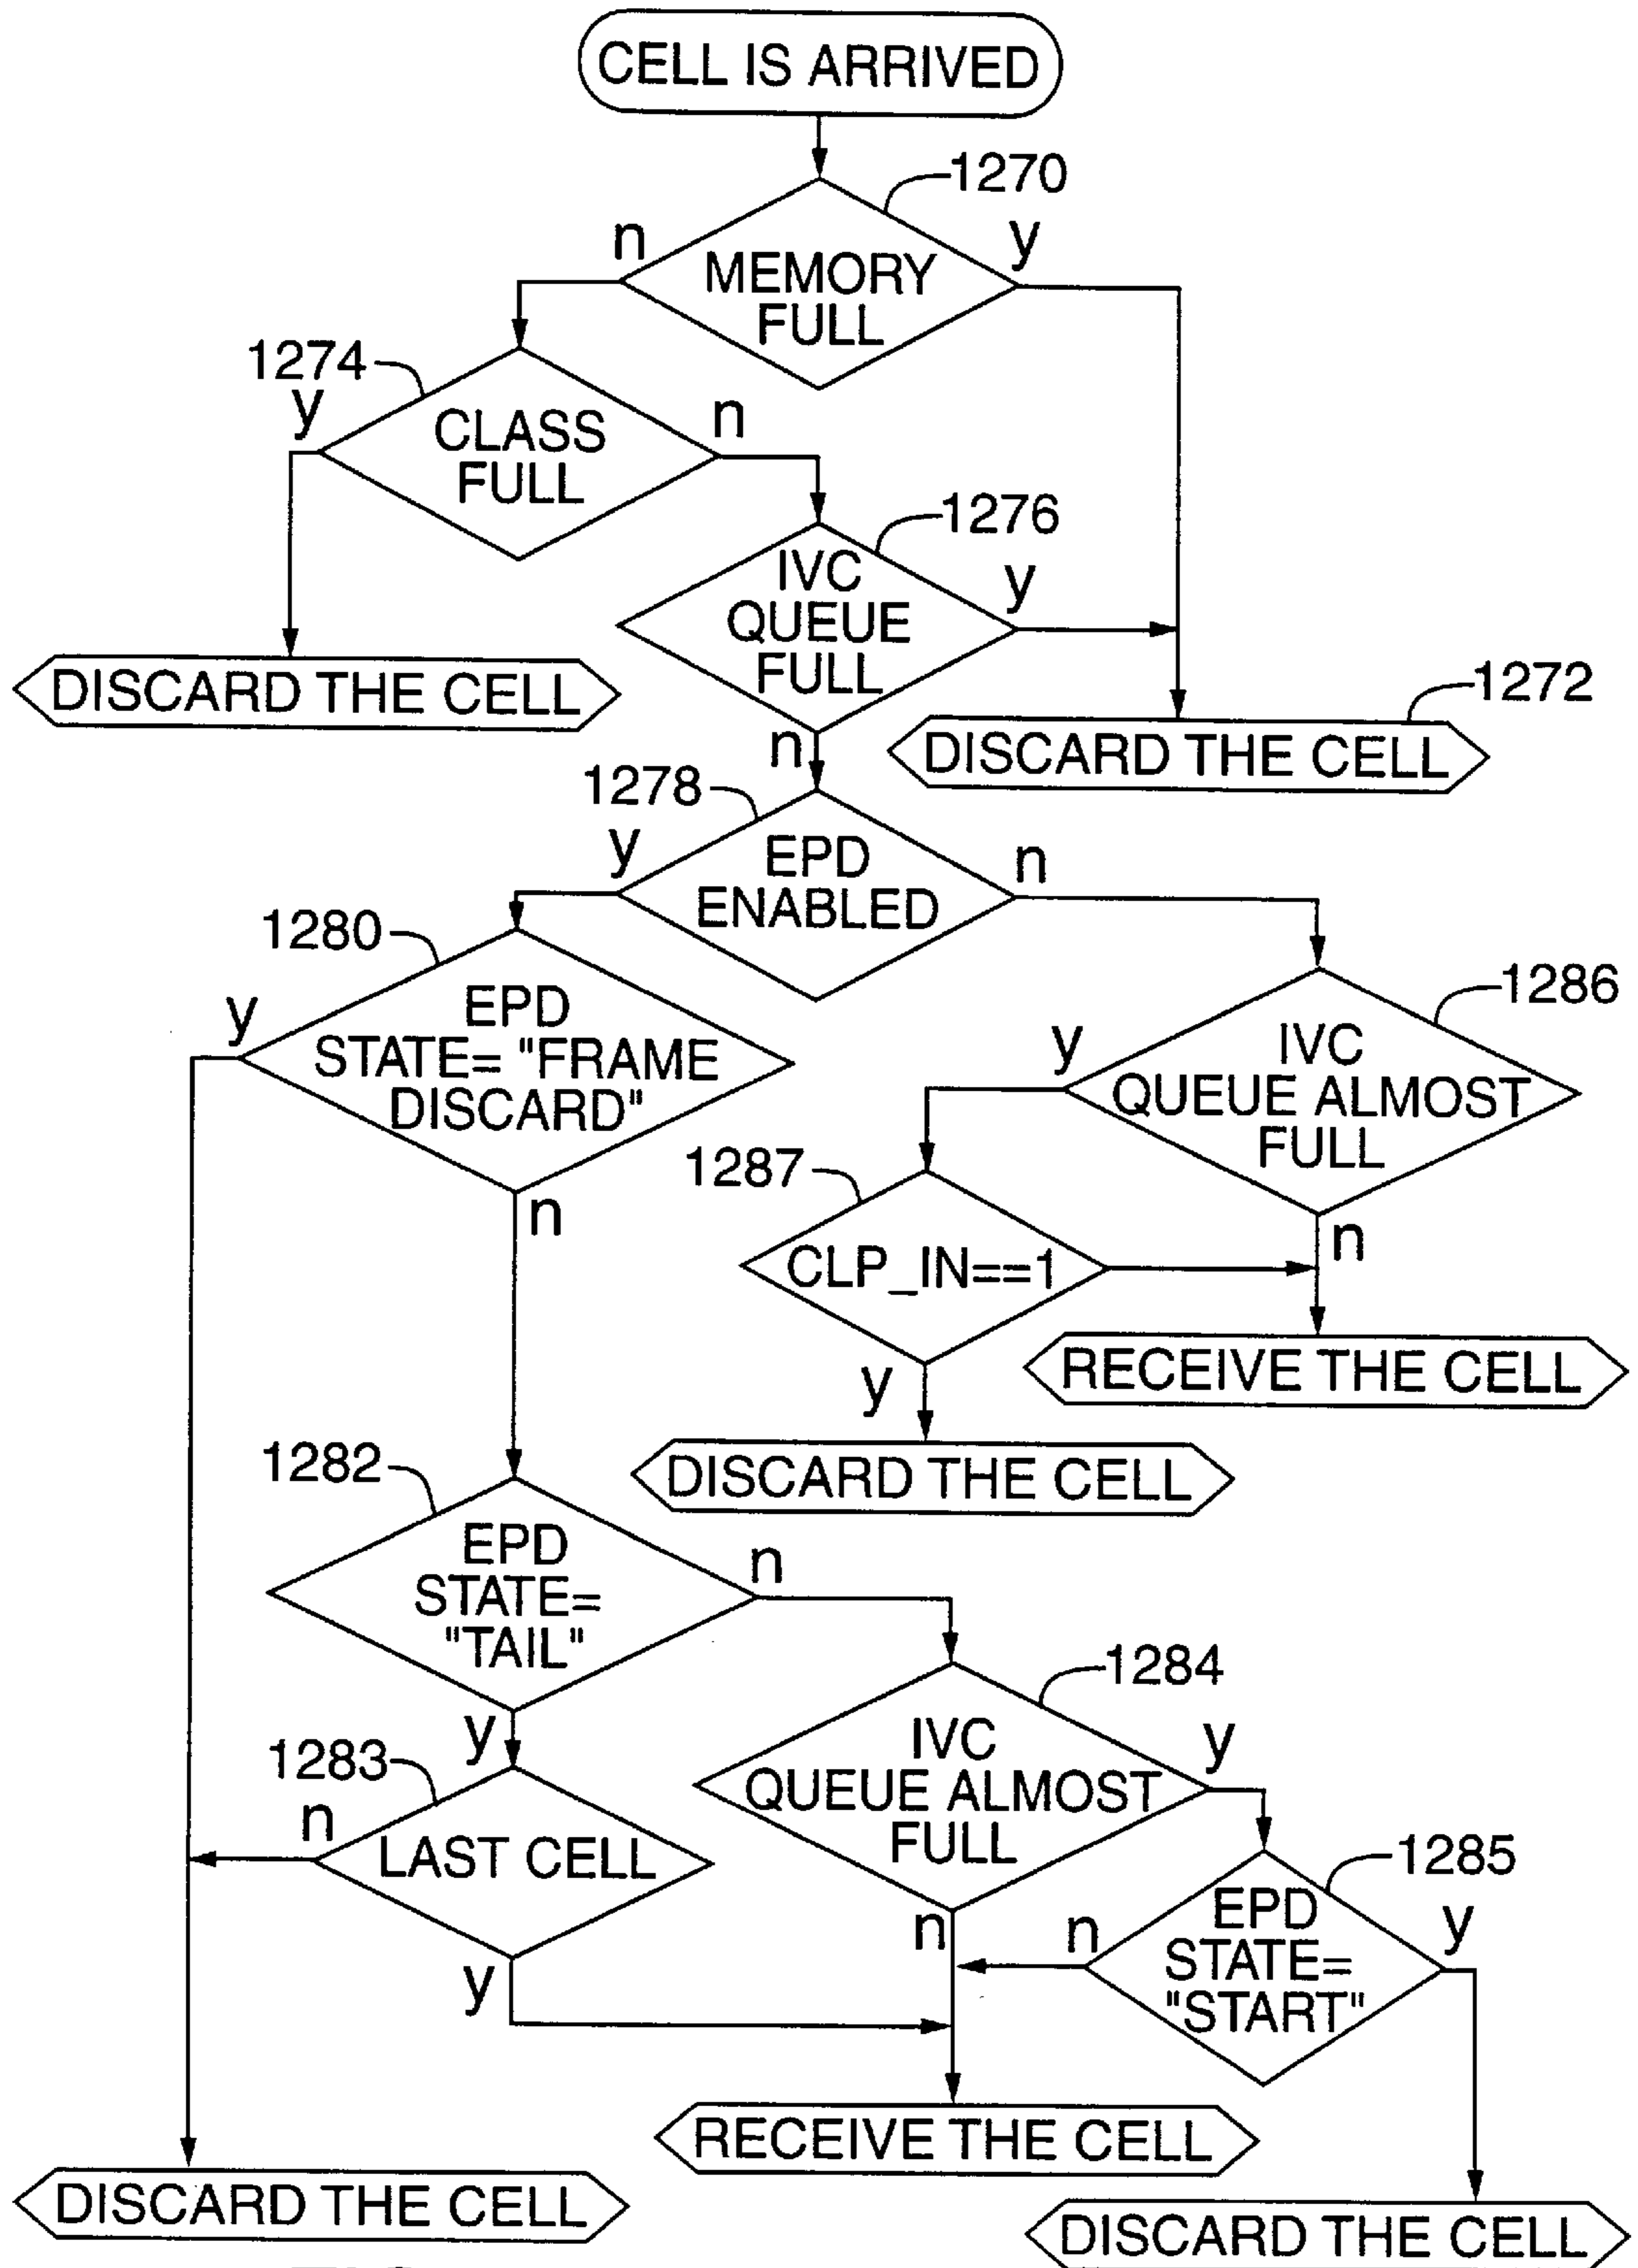 CELL IS ARRIVED
1270
n
y
MEMORY
FULL
1274
y
n
CLASS
FULL
1276
IVC
QUEUE
FULL
y
DISCARD THE CELL
1272
n
DISCARD THE CELL
1278
y
n
EPD
ENABLED
1280
y
EPD
STATE= "FRAME
DISCARD"
n
1286
y
IVC
QUEUE ALMOST
FULL
n
1287
CLP_IN==1
y
RECEIVE THE CELL
DISCARD THE CELL
1282
EPD
STATE=
"TAIL"
n
y
1284
IVC
QUEUE ALMOST
FULL
y
n
1283
n
LAST CELL
y
1285
EPD
STATE=
"START"
n
y
RECEIVE THE CELL
DISCARD THE CELL
DISCARD THE CELL